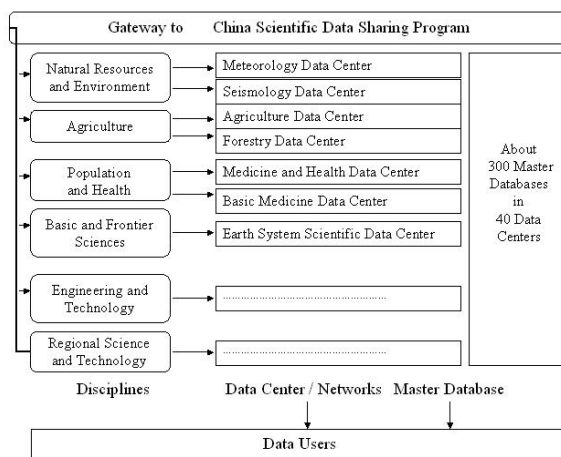 Gateway to China Scientific Data Sharing Program
Natural Resources
and Environment
Meteorology Data Center
Seismology Data Center
Agriculture
Agriculture Data Center
Forestry Data Center
Population
and Health
Medicine and Health Data Center
Basic Medicine Data Center
Basic and Frontier
Sciences
Earth System Scientific Data Center
Engineering and
Technology
......................................................
Regional Science
and Technology
......................................................
About
300 Master
Databases
in
40 Data
Centers
Disciplines
Data Center / Networks
Master Database
Data Users